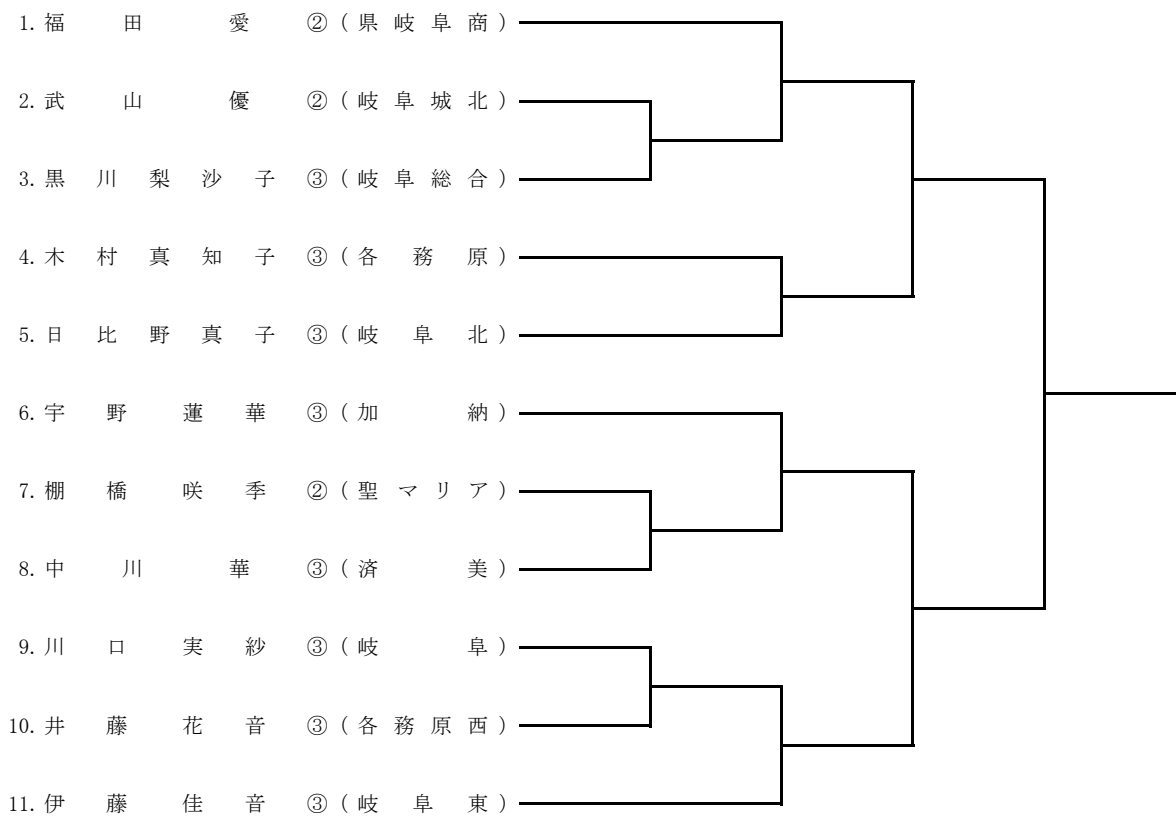 1. 福田愛 ② (県岐阜商)
2. 武山優 ② (岐阜城北)
3. 黒川梨沙子 ③ (岐阜総合)
4. 木村真知子 ③ (各務原)
5. 日比野真子 ③ (岐阜北)
6. 宇野蓮華 ③ (加納)
7. 棚橋咲季 ② (聖マリア)
8. 中川華 ③ (済美)
9. 川口実紗 ③ (岐阜)
10. 井藤花音 ③ (各務原西)
11. 伊藤佳音 ③ (岐阜東)